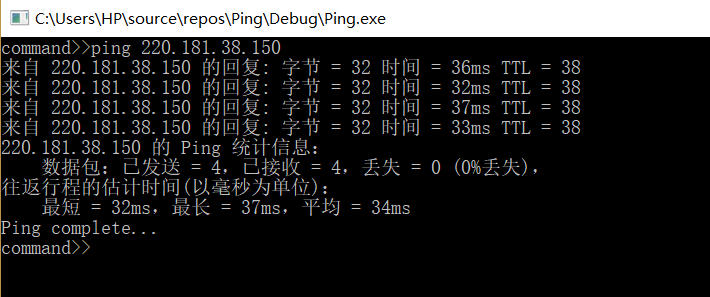 C:\Users\HP\source\repos\Ping\Debug\Ping.exe
command>>ping 220.181.38.150
来自 220.181.38.150 的回复: 字节 = 32 时间 = 36ms TTL = 38
来自 220.181.38.150 的回复: 字节 = 32 时间 = 32ms TTL = 38
来自 220.181.38.150 的回复: 字节 = 32 时间 = 37ms TTL = 38
来自 220.181.38.150 的回复: 字节 = 32 时间 = 33ms TTL = 38
220.181.38.150 的 Ping 统计信息:
数据包：已发送 = 4，已接收 = 4，丢失 = 0 (0%丢失)，
往返行程的估计时间(以毫秒为单位)：
最短 = 32ms，最长 = 37ms，平均 = 34ms
Ping complete...
command>>